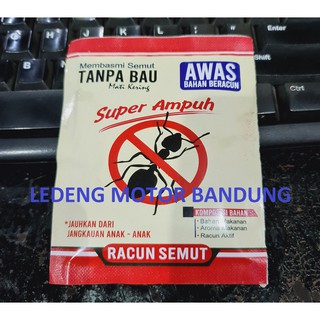 Membasmi Semut
TANPA BAU
Mati Kering
AWAS
BAHAN BERACUN
Super Ampuh
LEDENG MOTOR BANDUNG
KOMPOSISI BAHAN
- Bahan Makanan
- Aroma Makanan
- Racun Aktif
*JAUHKAN DARI
JANGKAUAN ANAK - ANAK
RACUN SEMUT